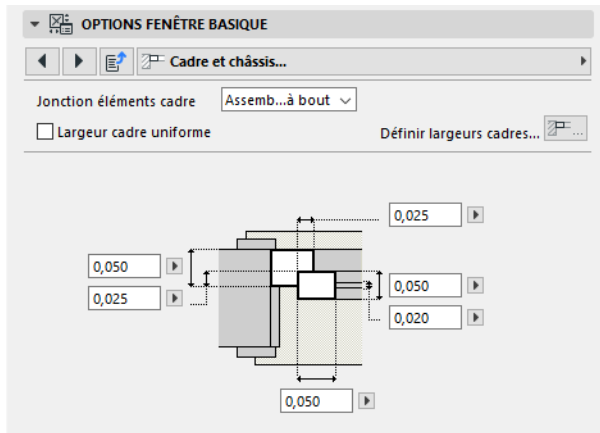 OPTIONS FENÊTRE BASIQUE
Cadre et châssis...
Jonction éléments cadre Assemb...à bout
Largeur cadre uniforme Définir largeurs cadres... ...
0,025
0,050 0,050
0,025 0,020
0,050